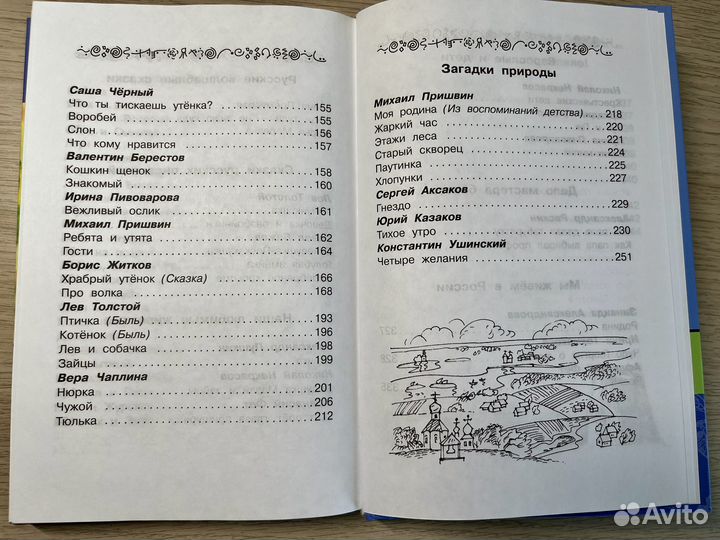 Саша Чёрный
Что ты тискаешь утёнка? 155
Воробей 155
Слон 156
Что кому нравится 157
Валентин Берестов
Кошкин щенок 158
Знакомый 160
Ирина Пивоварова
Вежливый ослик 161
Михаил Пришвин
Ребята и утята 162
Гости 164
Борис Житков
Храбрый утёнок (Сказка) 166
Про волка 168
Лев Толстой
Птичка (Быль) 193
Котёнок (Быль) 196
Лев и собачка 198
Зайцы 199
Вера Чаплина
Нюрка 201
Чужой 206
Тюлька 212
Загадки природы
Михаил Пришвин
Моя родина (Из воспоминаний детства) 218
Жаркий час 220
Этажи леса 221
Старый скворец 224
Паутинка 225
Хлопунки 227
Сергей Аксаков
Гнездо 229
Юрий Казаков
Тихое утро 230
Константин Ушинский
Четыре желания 251
Avito